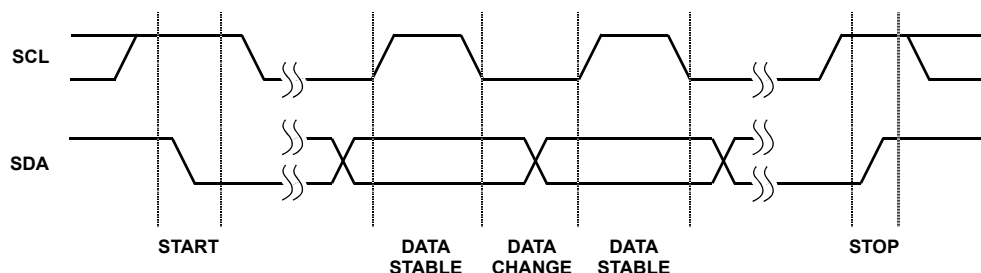 SCL
SDA
START
DATA
STABLE
DATA
CHANGE
DATA
STABLE
STOP